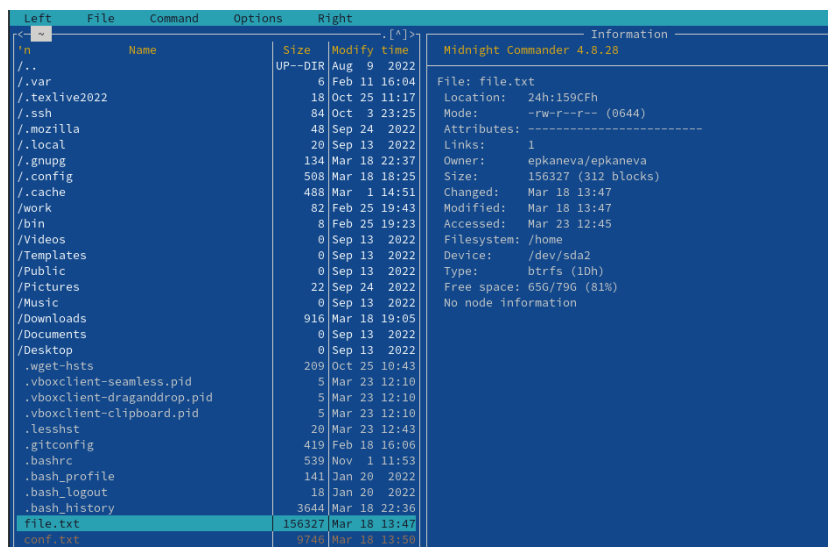 Left File Command Options Right
~ .[^]>
'n Name Size Modify time
/.. UP--DIR Aug 9 2022
/.var 6 Feb 11 16:04
/.texlive2022 18 Oct 25 11:17
/.ssh 84 Oct 3 23:25
/.mozilla 48 Sep 24 2022
/.local 20 Sep 13 2022
/.gnupg 134 Mar 18 22:37
/.config 508 Mar 18 18:25
/.cache 488 Mar 1 14:51
/work 82 Feb 25 19:43
/bin 8 Feb 25 19:23
/Videos 0 Sep 13 2022
/Templates 0 Sep 13 2022
/Public 0 Sep 13 2022
/Pictures 22 Sep 24 2022
/Music 0 Sep 13 2022
/Downloads 916 Mar 18 19:05
/Documents 0 Sep 13 2022
/Desktop 0 Sep 13 2022
.wget-hsts 209 Oct 25 10:43
.vboxclient-seamless.pid 5 Mar 23 12:10
.vboxclient-draganddrop.pid 5 Mar 23 12:10
.vboxclient-clipboard.pid 5 Mar 23 12:10
.lesshst 20 Mar 23 12:43
.gitconfig 419 Feb 18 16:06
.bashrc 539 Nov 1 11:53
.bash_profile 141 Jan 20 2022
.bash_logout 18 Jan 20 2022
.bash_history 3644 Mar 18 22:36
file.txt 156327 Mar 18 13:47
conf.txt 9746 Mar 18 13:50
Information
Midnight Commander 4.8.28
File: file.txt
Location: 24h:159CFh
Mode: -rw-r--r-- (0644)
Attributes: -------------------------
Links: 1
Owner: epkaneva/epkaneva
Size: 156327 (312 blocks)
Changed: Mar 18 13:47
Modified: Mar 18 13:47
Accessed: Mar 23 12:45
Filesystem: /home
Device: /dev/sda2
Type: btrfs (1Dh)
Free space: 65G/79G (81%)
No node information